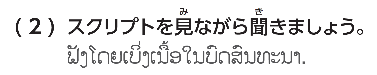 (2) スクリプトを見ながら聞きましょう。
ຟັງໂດຍເບິ່ງເນື້ອໃນບົດສົນທະນາ.